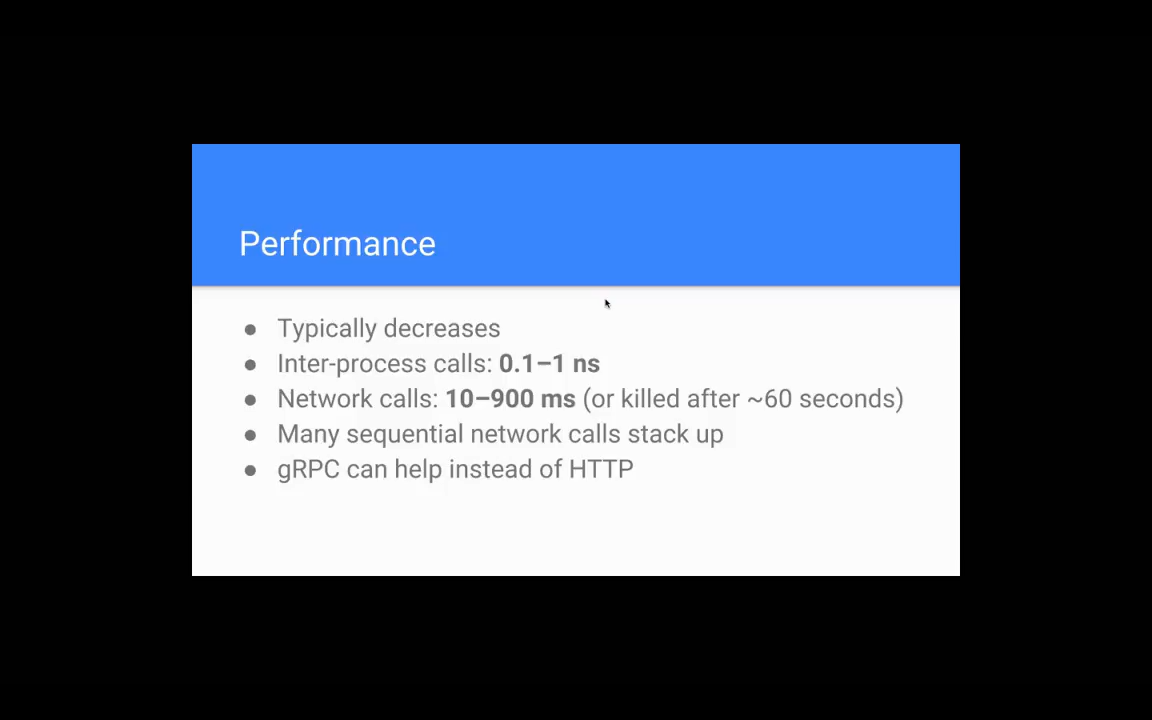 Performance
● Typically decreases
● Inter-process calls: 0.1–1 ns
● Network calls: 10–900 ms (or killed after ~60 seconds)
● Many sequential network calls stack up
● gRPC can help instead of HTTP